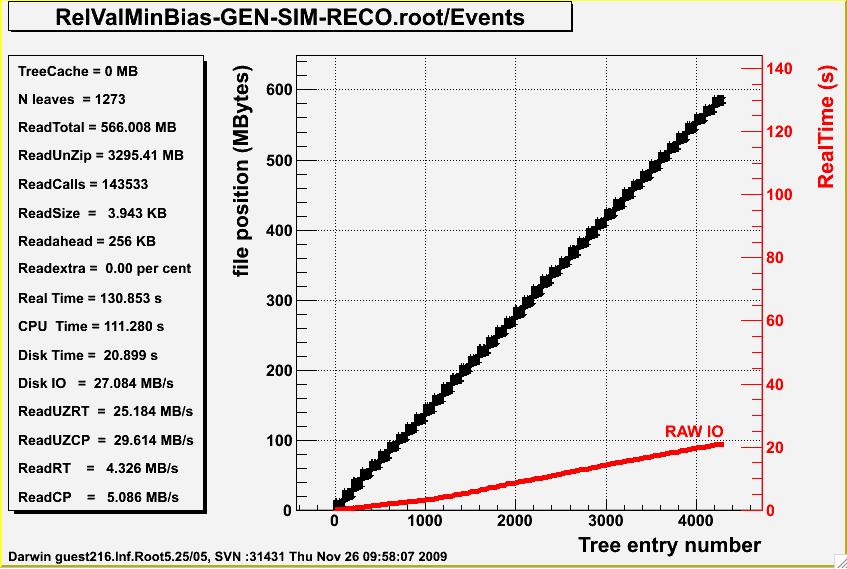 RelValMinBias-GEN-SIM-RECO.root/Events
TreeCache = 0 MB
N leaves = 1273
ReadTotal = 566.008 MB
ReadUnZip = 3295.41 MB
ReadCalls = 143533
ReadSize = 3.943 KB
Readahead = 256 KB
Readextra = 0.00 per cent
Real Time = 130.853 s
CPU Time = 111.280 s
Disk Time = 20.899 s
Disk IO = 27.084 MB/s
ReadUZRT = 25.184 MB/s
ReadUZCP = 29.614 MB/s
ReadRT = 4.326 MB/s
ReadCP = 5.086 MB/s
file position (MBytes)
600
500
400
300
200
100
0
0 1000 2000 3000 4000
Tree entry number
RAW IO
140
120
100
80
60
40
20
0
RealTime (s)
Darwin guest216.lnf.Root5.25/05, SVN :31431 Thu Nov 26 09:58:07 2009